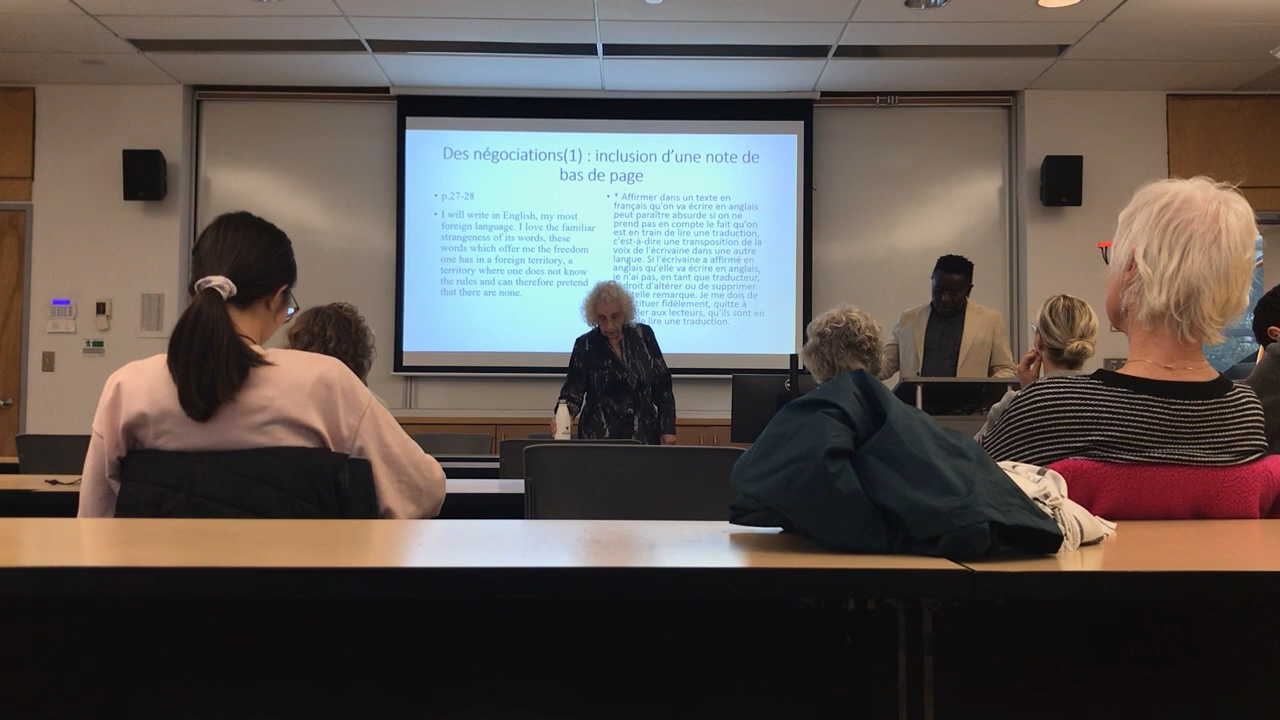 Des négociations(1) : inclusion d'une note de
bas de page
• p.27-28
• I will write in English, my most
foreign language. I love the familiar
strangeness of its words, these
words which offer me the freedom
one has in a foreign territory, a
territory where one does not know
the rules and can therefore pretend
that there are none.
• * Affirmer dans un texte en
français qu'on va écrire en anglais
peut paraître absurde si on ne
prend pas en compte le fait qu'on
est en train de lire une traduction,
c'est-à-dire une transposition de la
voix de l'écrivaine dans une autre
langue. Si l'écrivaine a affirmé en
anglais qu'elle va écrire en anglais,
je n'ai pas, en tant que traducteur,
droit d'altérer ou de supprimer
telle remarque. Je me dois de
fidèlement, quitte à
aux lecteurs, qu'ils sont en
de lire une traduction.